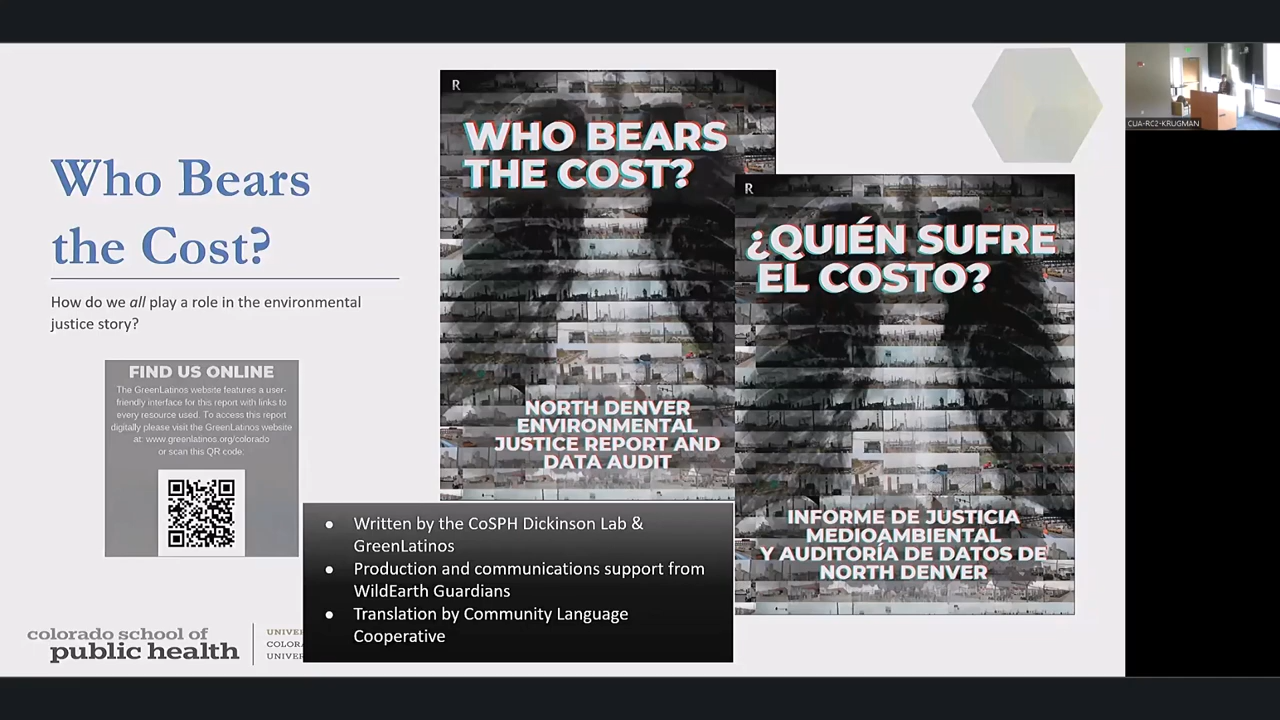 Who Bears
the Cost?
How do we all play a role in the environmental
justice story?
FIND US ONLINE
The GreenLatinos website features a user-
friendly interface for this report with links to
every resource used. To access this report
digitally please visit the GreenLatinos website
at: www.greenlatinos.org/colorado
or scan this QR code:
colorado school of
public health
UNIVE
COLORA
UNIVER
R
WHO BEARS
THE COST?
NORTH DENVER
ENVIRONMENTAL
JUSTICE REPORT AND
DATA AUDIT
R
¿QUIÉN SUFRE
EL COSTO?
INFORME DE JUSTICIA
MEDIOAMBIENTAL
Y AUDITORÍA DE DATOS DE
NORTH DENVER
● Written by the CoSPH Dickinson Lab &
GreenLatinos
● Production and communications support from
WildEarth Guardians
● Translation by Community Language
Cooperative
CUA-RC2-KRUGMAN